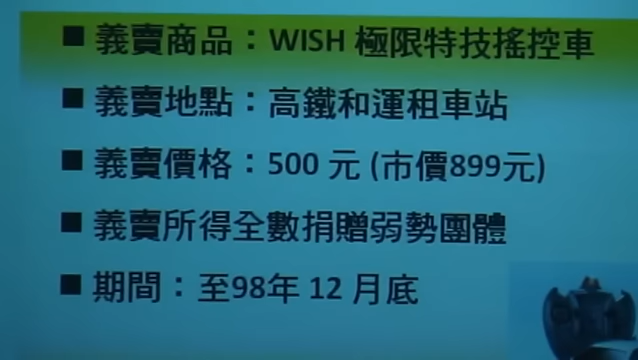 ■ 義賣商品：WISH 極限特技搖控車
■ 義賣地點：高鐵和運租車站
■ 義賣價格：500 元 (市價899元)
■ 義賣所得全數捐贈弱勢團體
■ 期間：至98年 12 月底